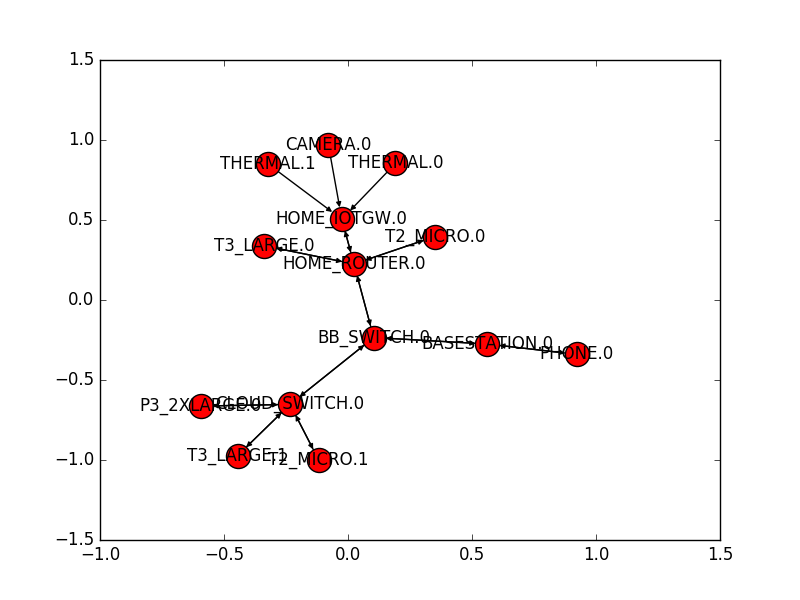 1.5
1.0
0.5
0.0
−0.5
−1.0
−1.5
CAMERA.0
THERMAL.1
THERMAL.0
HOME_IOTGW.0
T2_MICRO.0
T3_LARGE.0
HOME_ROUTER.0
BB_SWITCH.0
BASESTATION.0
PHONE.0
P3_2XLARGE.0
CLOUD_SWITCH.0
T3_LARGE.1
T2_MICRO.1
−1.0
−0.5
0.0
0.5
1.0
1.5